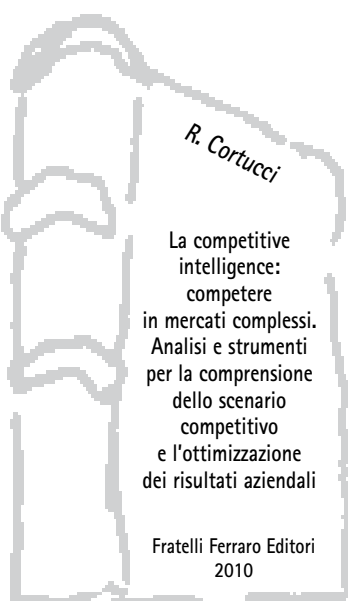 R. Cortucci
La competitive
intelligence:
competere
in mercati complessi.
Analisi e strumenti
per la comprensione
dello scenario
competitivo
e l'ottimizzazione
dei risultati aziendali
Fratelli Ferraro Editori
2010